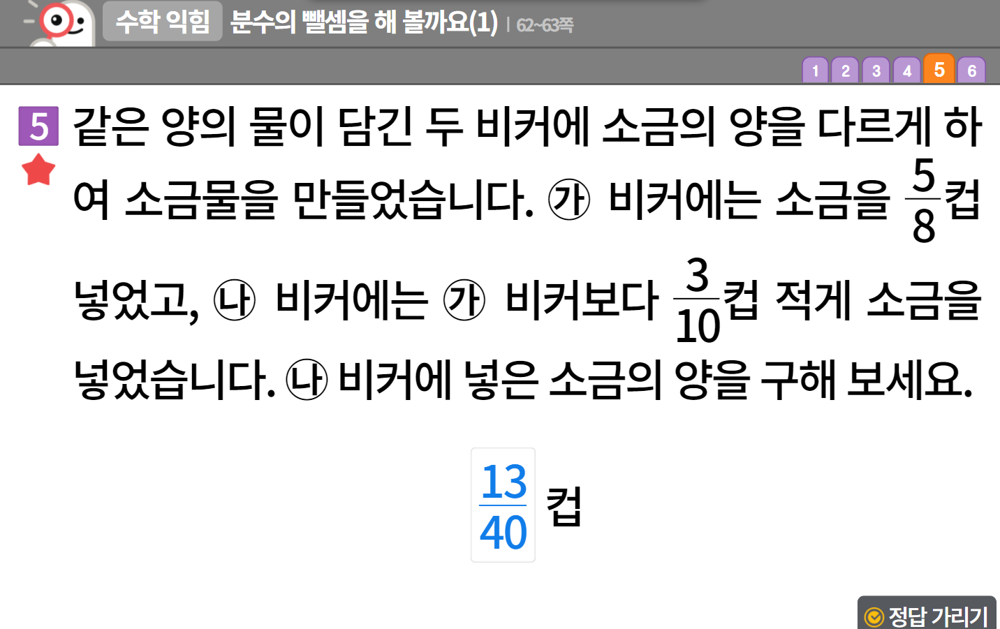 수학 익힘 분수의 뺄셈을 해 볼까요(1) | 62~63쪽
1 2 3 4 5 6
5 같은 양의 물이 담긴 두 비커에 소금의 양을 다르게 하
여 소금물을 만들었습니다. ㉮ 비커에는 소금을 5/8컵
넣었고, ㉯ 비커에는 ㉮ 비커보다 3/10컵 적게 소금을
넣었습니다. ㉯ 비커에 넣은 소금의 양을 구해 보세요.
13/40 컵
정답 가리기